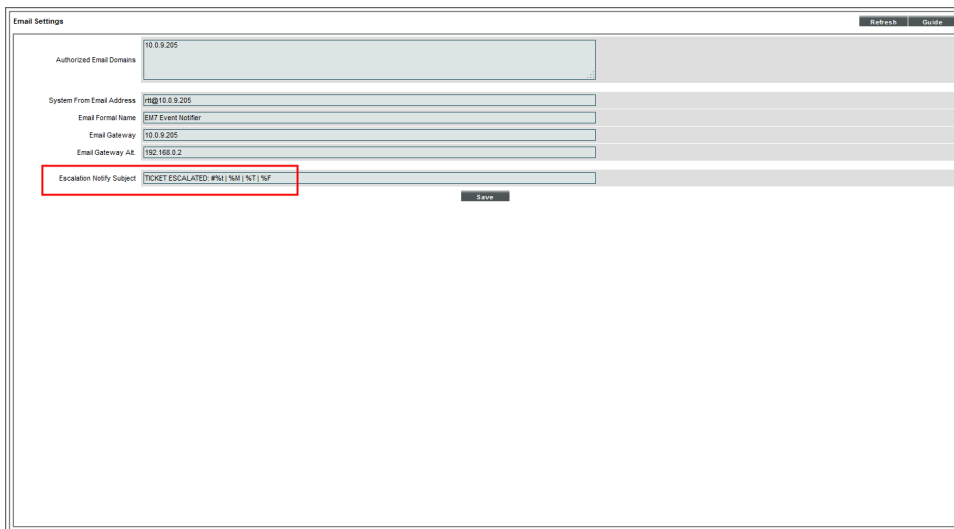 Email Settings
Refresh Guide
Authorized Email Domains 10.0.9.205
System From Email Address rtt@10.0.9.205
Email Formal Name EM7 Event Notifier
Email Gateway 10.0.9.205
Email Gateway Alt. 192.168.0.2
Escalation Notify Subject TICKET ESCALATED: #%t | %M | %T | %F
Save